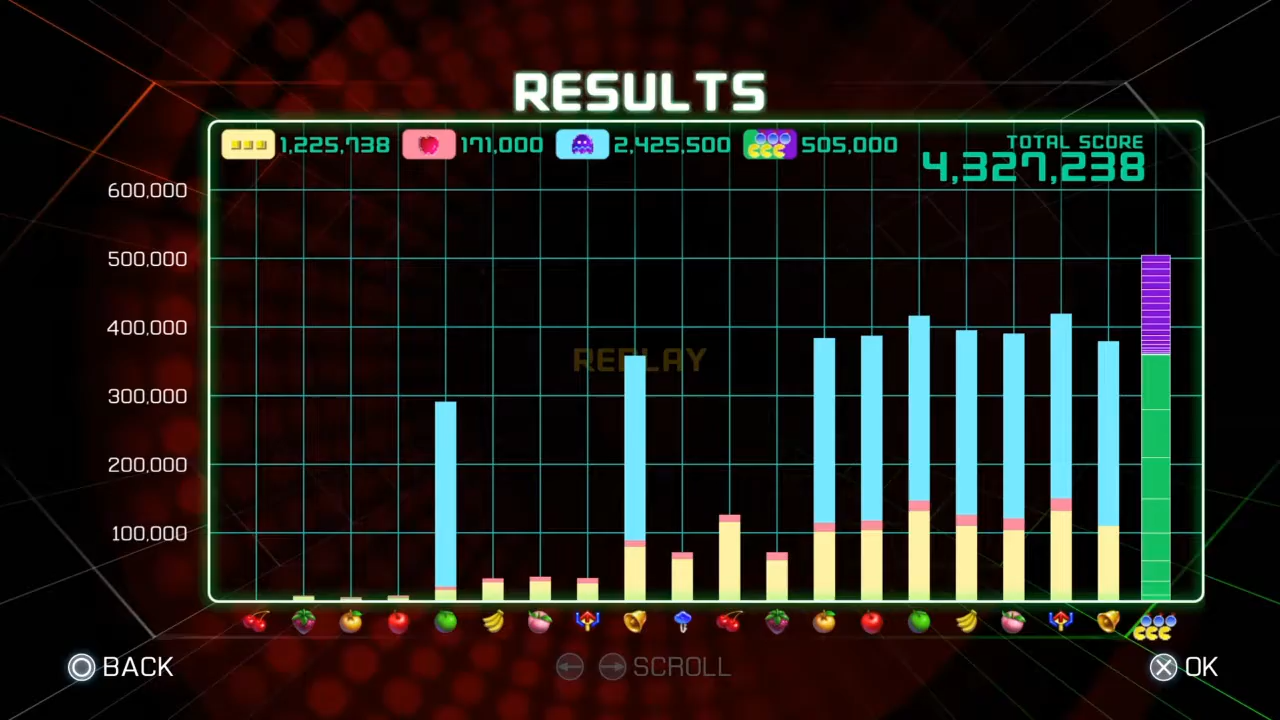 RESULTS
1,225,738 171,000 2,425,500 505,000
TOTAL SCORE
4,327,238
600,000
500,000
400,000
REPLAY
300,000
200,000
100,000
BACK
SCROLL
OK